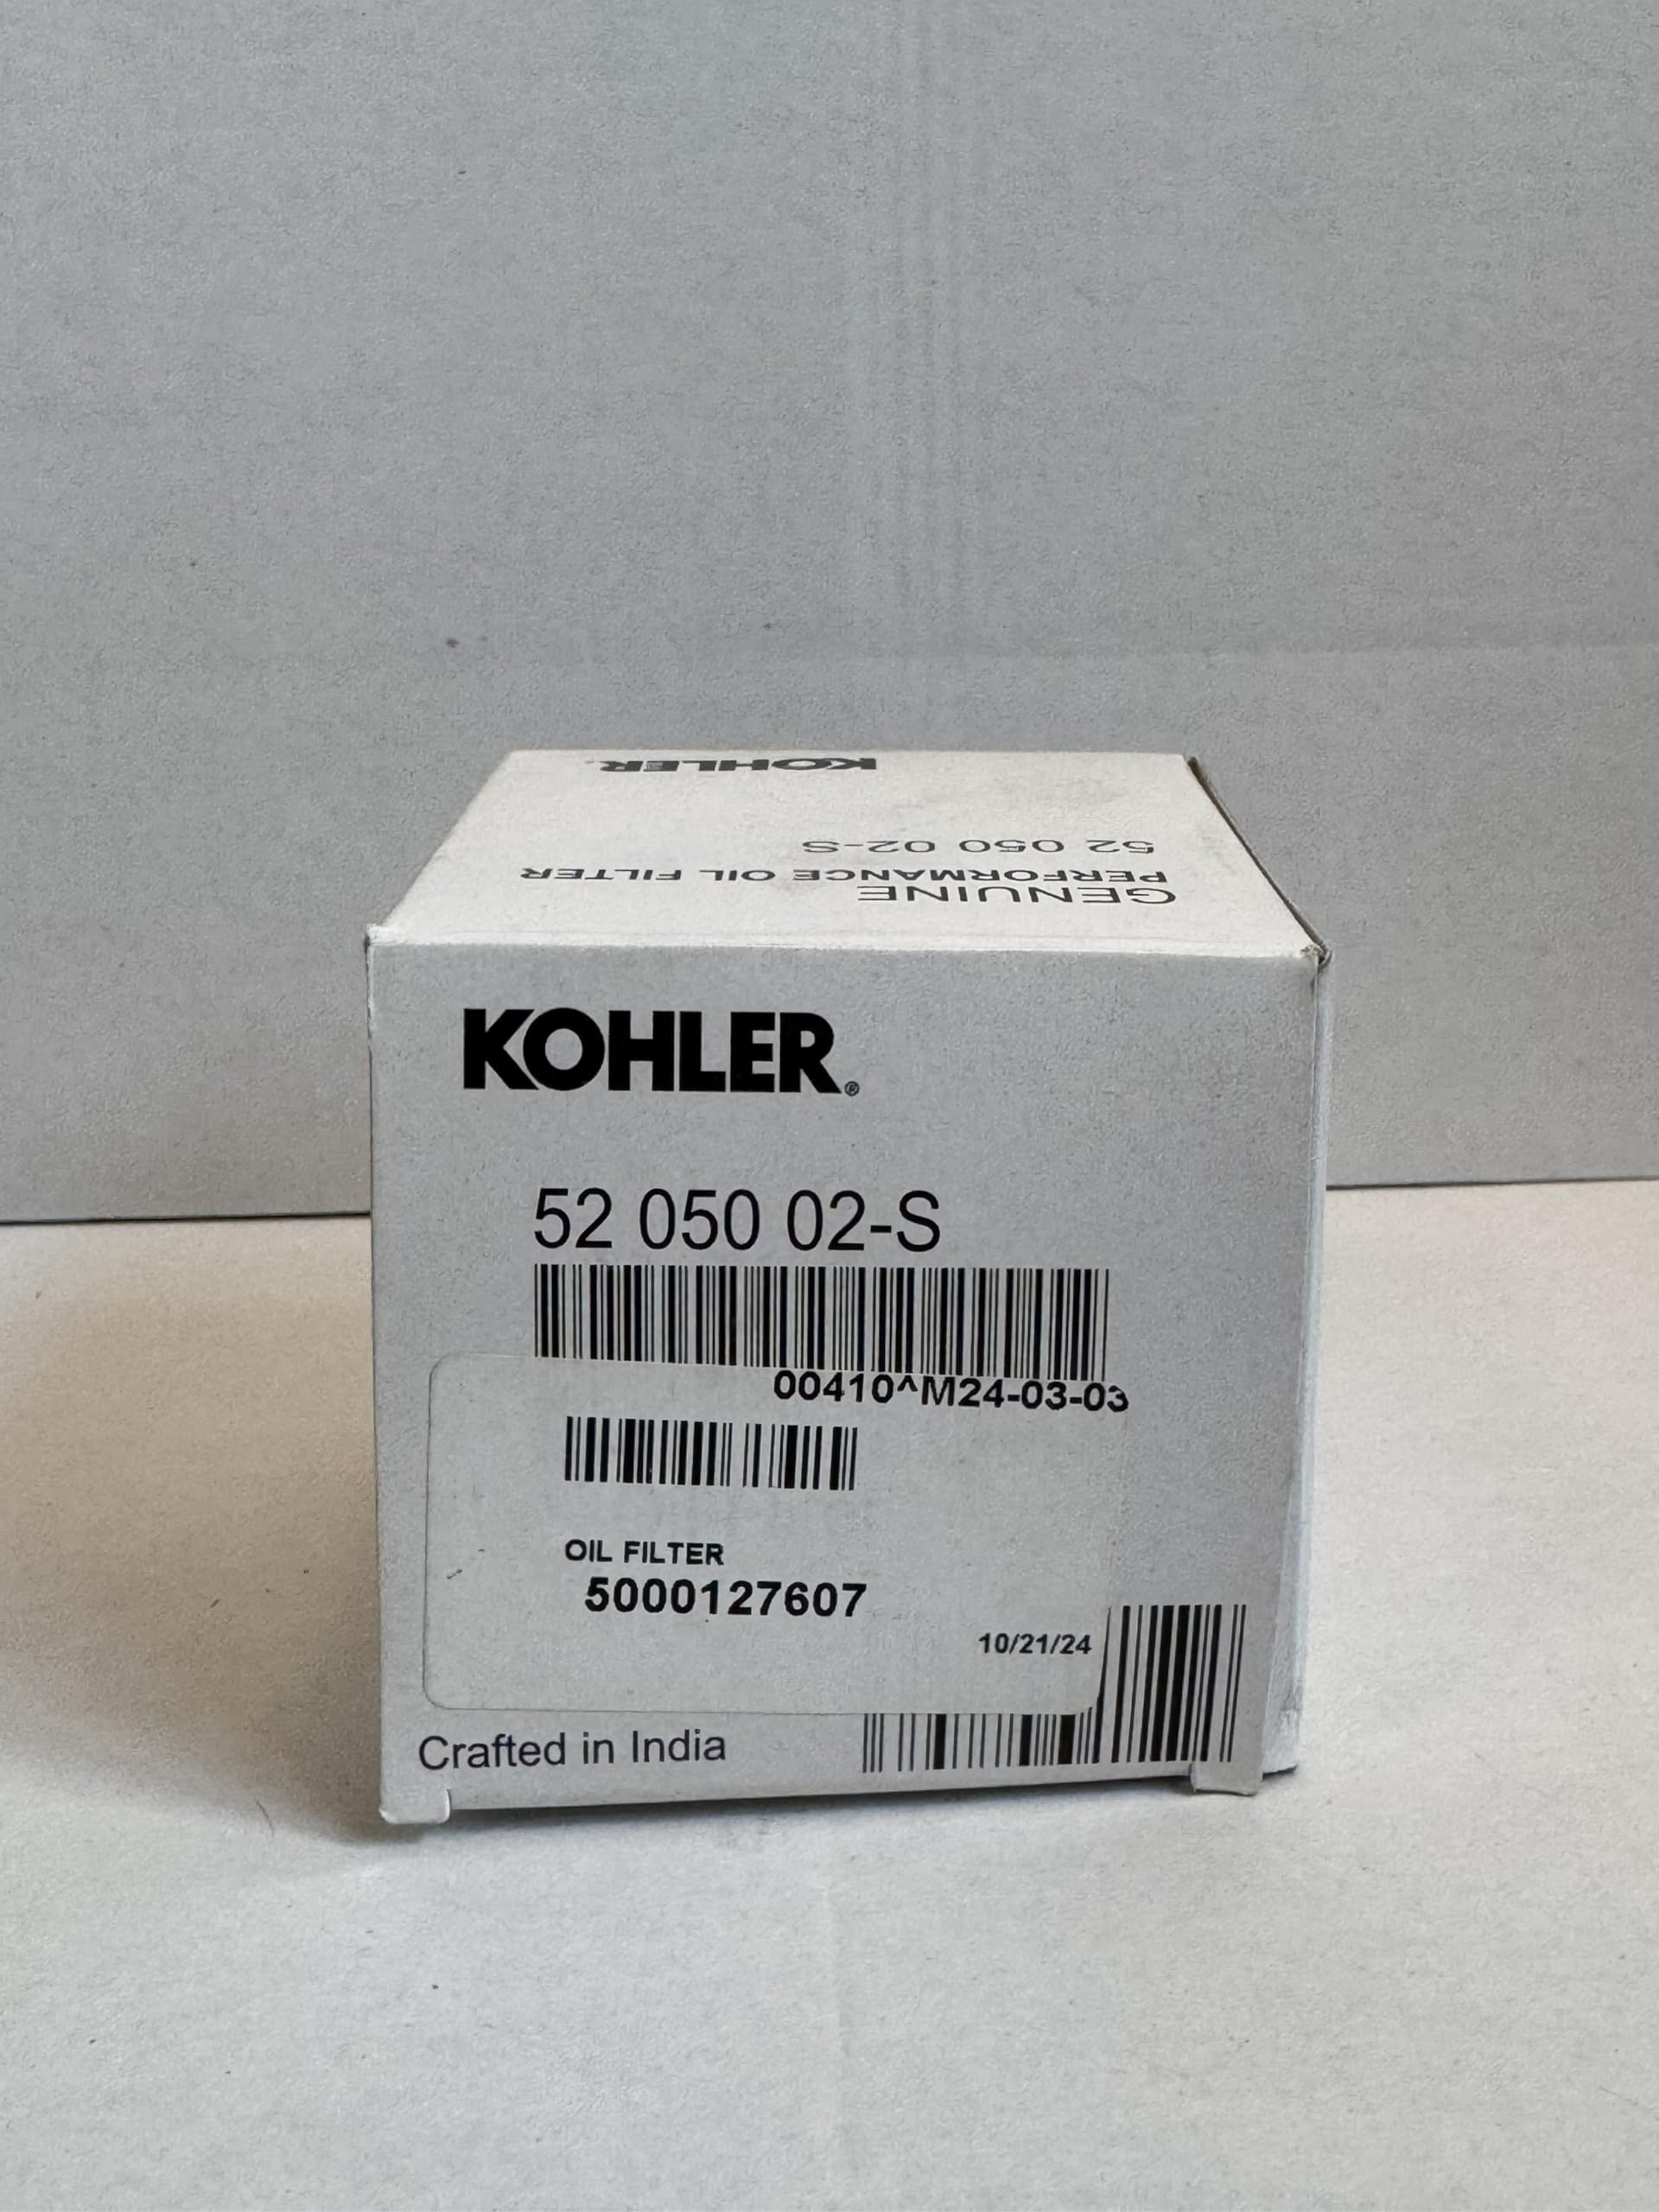 KOHLER®
52 050 02-S
PERFORMANCE OIL FILTER
GENUINE
KOHLER®
52 050 02-S
00410^M24-03-03
OIL FILTER
5000127607
10/21/24
Crafted in India